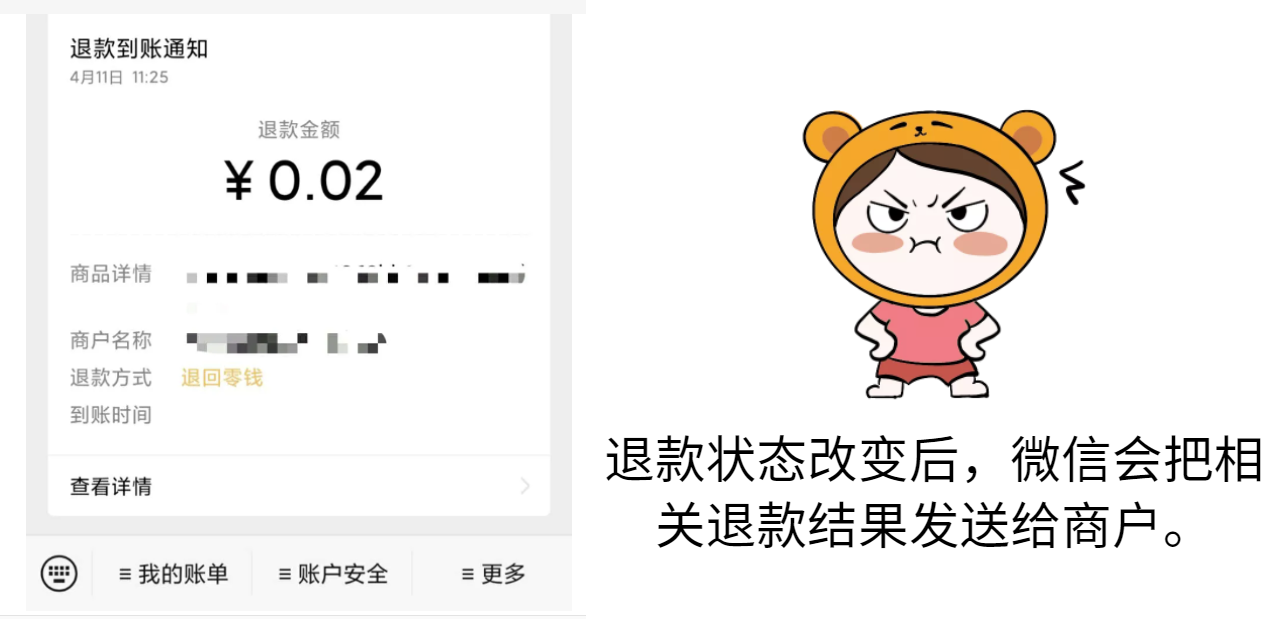 退款到账通知
4月11日 11:25
退款金额
¥ 0.02
商品详情
商户名称
退款方式 退回零钱
到账时间
查看详情
≡ 我的账单 ≡ 账户安全 ≡ 更多
退款状态改变后，微信会把相
关退款结果发送给商户。